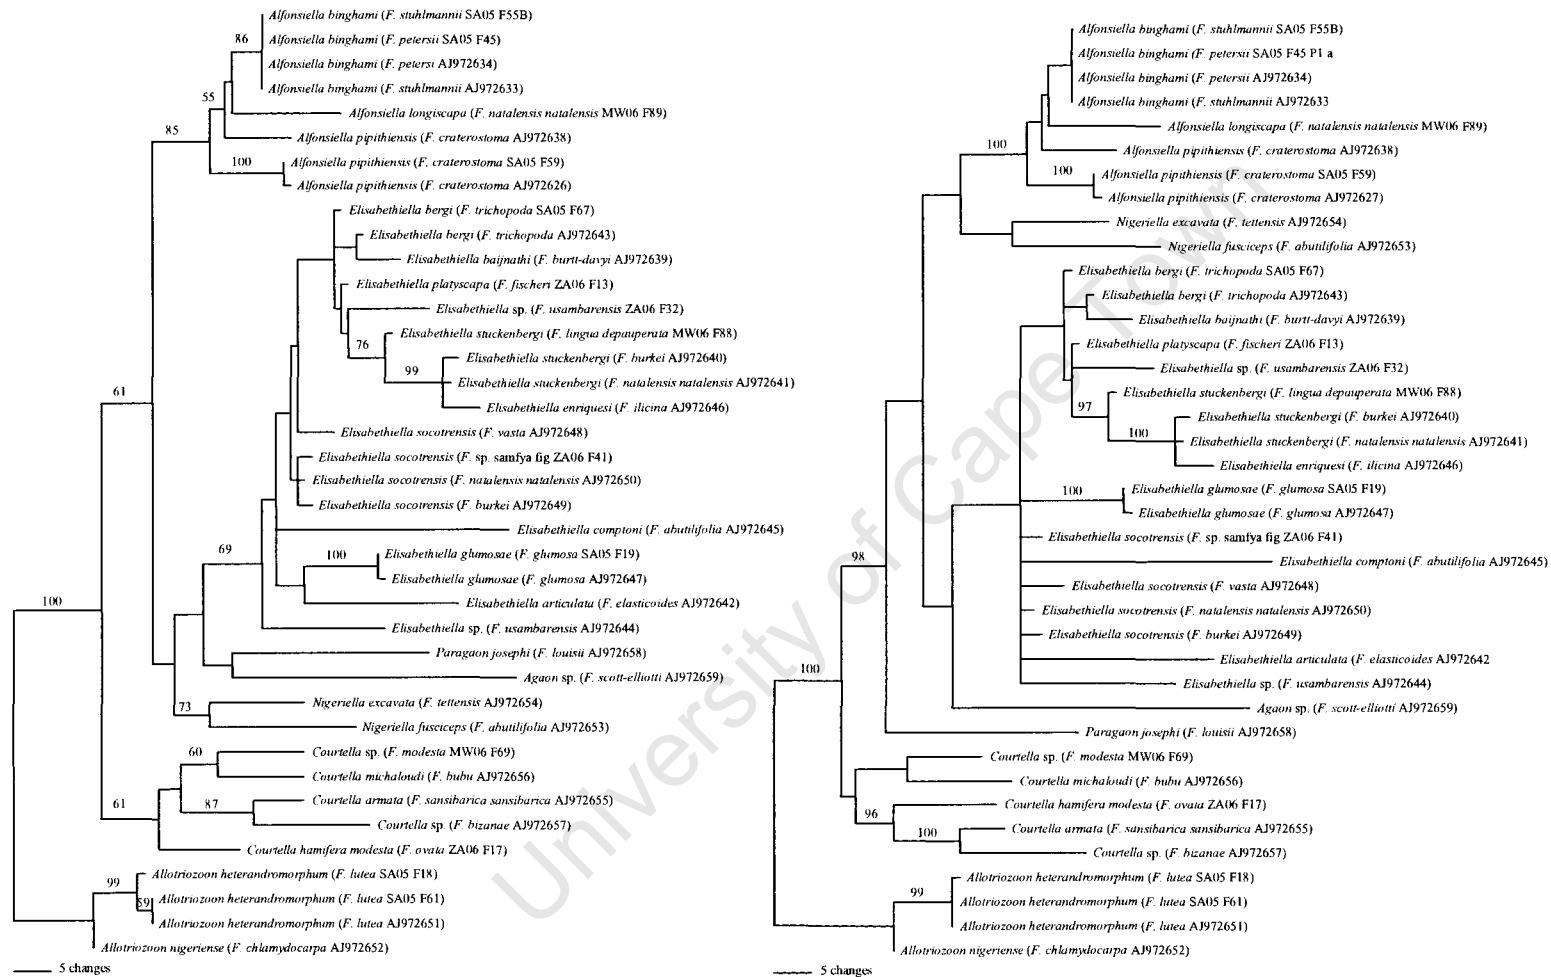 Alfonsiella binghami (F. stuhlmannii SA05 F55B)
86
Alfonsiella binghami (F. petersii SA05 F45)
Alfonsiella binghami (F. petersi AJ972634)
Alfonsiella binghami (F. stuhlmannii AJ972633)
55
Alfonsiella longiscapa (F. natalensis natalensis MW06 F89)
85
Alfonsiella pipithiensis (F. craterostoma AJ972638)
100
Alfonsiella pipithiensis (F. craterostoma SA05 F59)
Alfonsiella pipithiensis (F. craterostoma AJ972626)
Elisabethiella bergi (F. trichopoda SA05 F67)
Elisabethiella bergi (F. trichopoda AJ972643)
Elisabethiella baijnathi (F. burtt-davyi AJ972639)
Elisabethiella platyscapa (F. fischeri ZA06 F13)
Elisabethiella sp. (F. usambarensis ZA06 F32)
Elisabethiella stuckenbergi (F. lingua depauperata MW06 F88)
76
Elisabethiella stuckenbergi (F. burkei AJ972640)
99
Elisabethiella stuckenbergi (F. natalensis natalensis AJ972641)
61
Elisabethiella enriquesi (F. ilicina AJ972646)
Elisabethiella socotrensis (F. vasta AJ972648)
Elisabethiella socotrensis (F. sp. samfya fig ZA06 F41)
Elisabethiella socotrensis (F. natalensis natalensis AJ972650)
Elisabethiella socotrensis (F. burkei AJ972649)
Elisabethiella comptoni (F. abutilifolia AJ972645)
69
100
Elisabethiella glumosae (F. glumosa SA05 F19)
Elisabethiella glumosae (F. glumosa AJ972647)
100
Elisabethiella articulata (F. elasticoides AJ972642)
Elisabethiella sp. (F. usambarensis AJ972644)
Paragaon josephi (F. louisii AJ972658)
Agaon sp. (F. scott-elliotti AJ972659)
Nigeriella excavata (F. tettensis AJ972654)
73
Nigeriella fusciceps (F. abutilifolia AJ972653)
60
Courtella sp. (F. modesta MW06 F69)
Courtella michaloudi (F. bubu AJ972656)
61
87
Courtella armata (F. sansibarica sansibarica AJ972655)
Courtella sp. (F. bizanae AJ972657)
Courtella hamifera modesta (F. ovata ZA06 F17)
Allotriozoon heterandromorphum (F. lutea SA05 F18)
99
59
Allotriozoon heterandromorphum (F. lutea SA05 F61)
Allotriozoon heterandromorphum (F. lutea AJ972651)
Allotriozoon nigeriense (F. chlamydocarpa AJ972652)
5 changes
Alfonsiella binghami (F. stuhlmannii SA05 F55B)
Alfonsiella binghami (F. petersii SA05 F45 P1 a
Alfonsiella binghami (F. petersii AJ972634)
Alfonsiella binghami (F. stuhlmannii AJ972633
Alfonsiella longiscapa (F. natalensis natalensis MW06 F89)
100
Alfonsiella pipithiensis (F. craterostoma AJ972638)
100
Alfonsiella pipithiensis (F. craterostoma SA05 F59)
Alfonsiella pipithiensis (F. craterostoma AJ972627)
Nigeriella excavata (F. tettensis AJ972654)
Nigeriella fusciceps (F. abutilifolia AJ972653)
Elisabethiella bergi (F. trichopoda SA05 F67)
Elisabethiella bergi (F. trichopoda AJ972643)
Elisabethiella baijnathi (F. burtt-davyi AJ972639)
Elisabethiella platyscapa (F. fischeri ZA06 F13)
Elisabethiella sp. (F. usambarensis ZA06 F32)
Elisabethiella stuckenbergi (F. lingua depauperata MW06 F88)
97
Elisabethiella stuckenbergi (F. burkei AJ972640)
100
Elisabethiella stuckenbergi (F. natalensis natalensis AJ972641)
Elisabethiella enriquesi (F. ilicina AJ972646)
100
Elisabethiella glumosae (F. glumosa SA05 F19)
Elisabethiella glumosae (F. glumosa AJ972647)
Elisabethiella socotrensis (F. sp. samfya fig ZA06 F41)
98
Elisabethiella comptoni (F. abutilifolia AJ972645)
Elisabethiella socotrensis (F. vasta AJ972648)
Elisabethiella socotrensis (F. natalensis natalensis AJ972650)
Elisabethiella socotrensis (F. burkei AJ972649)
Elisabethiella articulata (F. elasticoides AJ972642
100
Elisabethiella sp. (F. usambarensis AJ972644)
Agaon sp. (F. scott-elliotti AJ972659)
Paragaon josephi (F. louisii AJ972658)
Courtella sp. (F. modesta MW06 F69)
Courtella michaloudi (F. bubu AJ972656)
Courtella hamifera modesta (F. ovata ZA06 F17)
96
Courtella armata (F. sansibarica sansibarica AJ972655)
100
Courtella sp. (F. bizanae AJ972657)
Allotriozoon heterandromorphum (F. lutea SA05 F18)
99
Allotriozoon heterandromorphum (F. lutea SA05 F61)
Allotriozoon heterandromorphum (F. lutea AJ972651)
Allotriozoon nigeriense (F. chlamydocarpa AJ972652)
5 changes
University of Cape Town